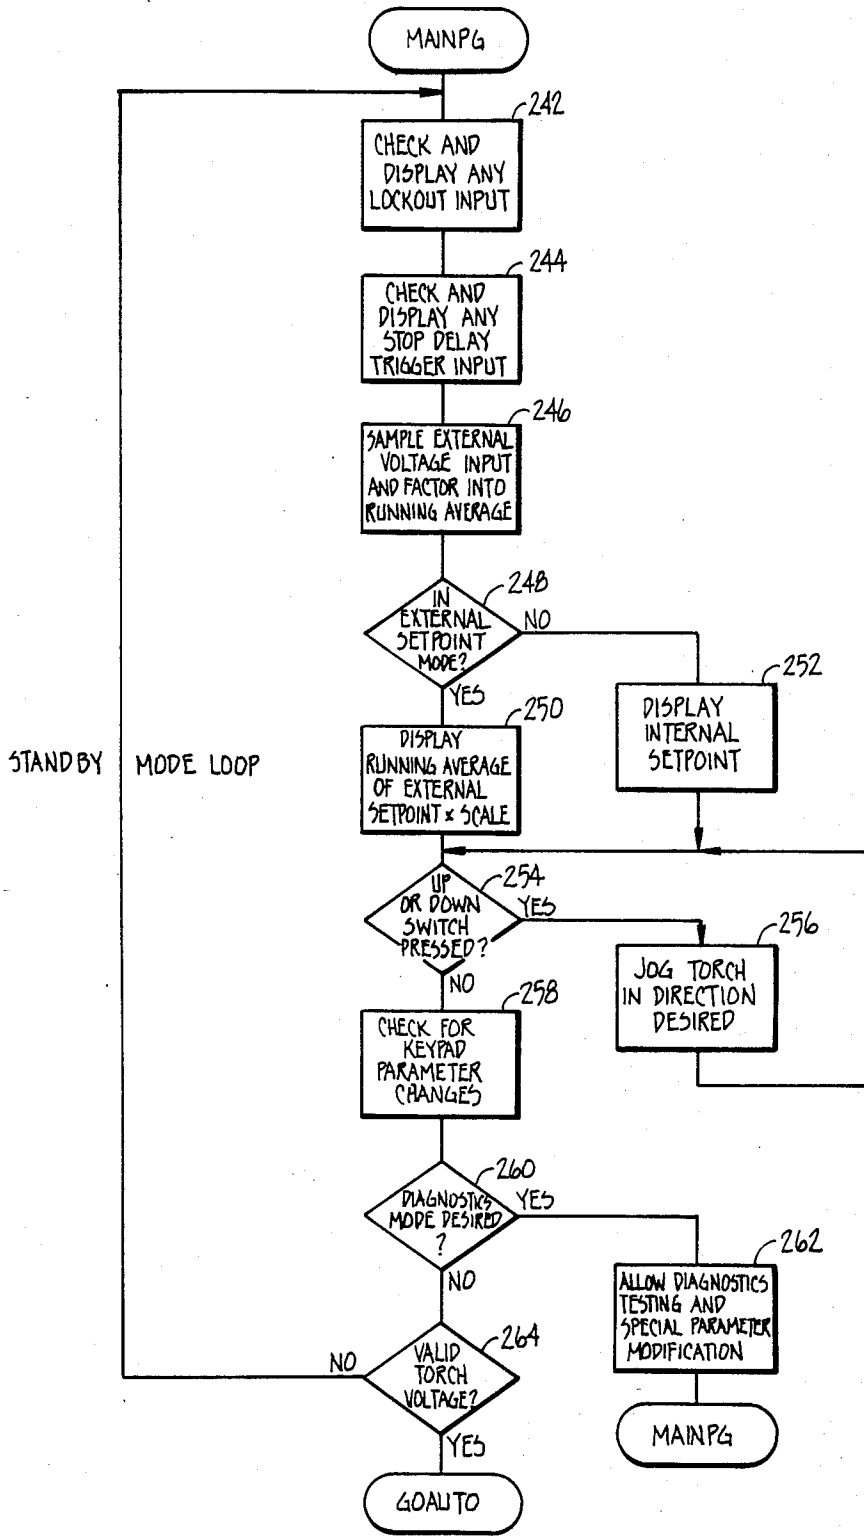 MAINPG
242
CHECK AND
DISPLAY ANY
LOCKOUT INPUT
244
CHECK AND
DISPLAY ANY
STOP DELAY
TRIGGER INPUT
246
SAMPLE EXTERNAL
VOLTAGE INPUT
AND FACTOR INTO
RUNNING AVERAGE
248
IN
EXTERNAL
SETPOINT
MODE?
NO
YES
252
DISPLAY
INTERNAL
SETPOINT
250
DISPLAY
RUNNING AVERAGE
OF EXTERNAL
SETPOINT × SCALE
STANDBY MODE LOOP
254
UP
OR DOWN
SWITCH
PRESSED?
YES
NO
256
JOG TORCH
IN DIRECTION
DESIRED
258
CHECK FOR
KEYPAD
PARAMETER
CHANGES
260
DIAGNOSTICS
MODE DESIRED
?
YES
NO
262
ALLOW DIAGNOSTICS
TESTING AND
SPECIAL PARAMETER
MODIFICATION
MAINPG
264
VALID
TORCH
VOLTAGE?
NO
YES
GOAUTO